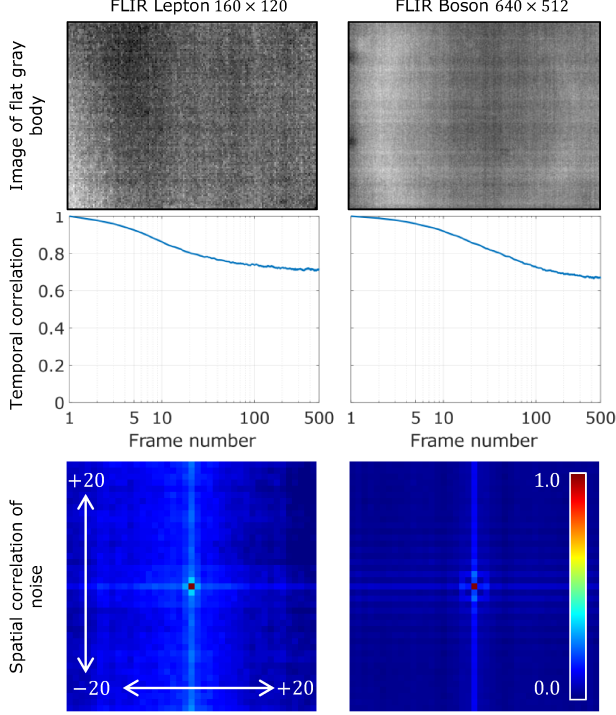 FLIR Lepton 160 × 120
FLIR Boson 640 × 512
Image of flat gray
body
Temporal correlation
1
0.8
0.6
0.4
0.2
0
1 5 10 100 500
Frame number
1 5 10 100 500
Frame number
Spatial correlation of
noise
+20
−20
+20
1.0
0.0